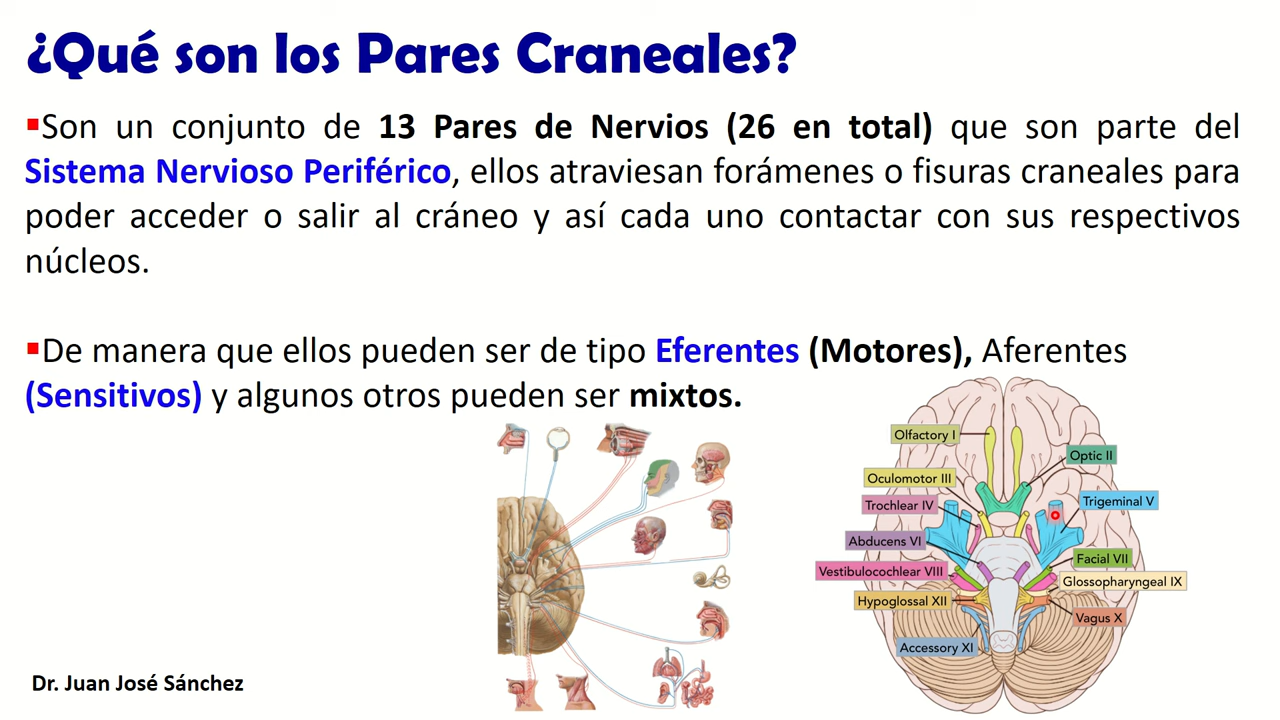 ¿Qué son los Pares Craneales?
▪Son un conjunto de 13 Pares de Nervios (26 en total) que son parte del
Sistema Nervioso Periférico, ellos atraviesan forámenes o fisuras craneales para
poder acceder o salir al cráneo y así cada uno contactar con sus respectivos
núcleos.
▪De manera que ellos pueden ser de tipo Eferentes (Motores), Aferentes
(Sensitivos) y algunos otros pueden ser mixtos.
Olfactory I
Optic II
Oculomotor III
Trochlear IV
Trigeminal V
Abducens VI
Facial VII
Vestibulocochlear VIII
Glossopharyngeal IX
Hypoglossal XII
Vagus X
Accessory XI
Dr. Juan José Sánchez